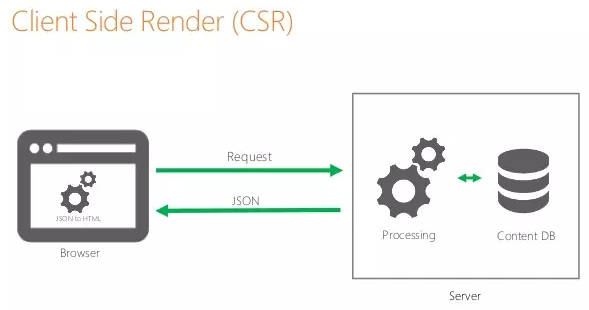 Client Side Render (CSR)
Request
JSON
JSON to HTML
Browser
Processing
Content DB
Server